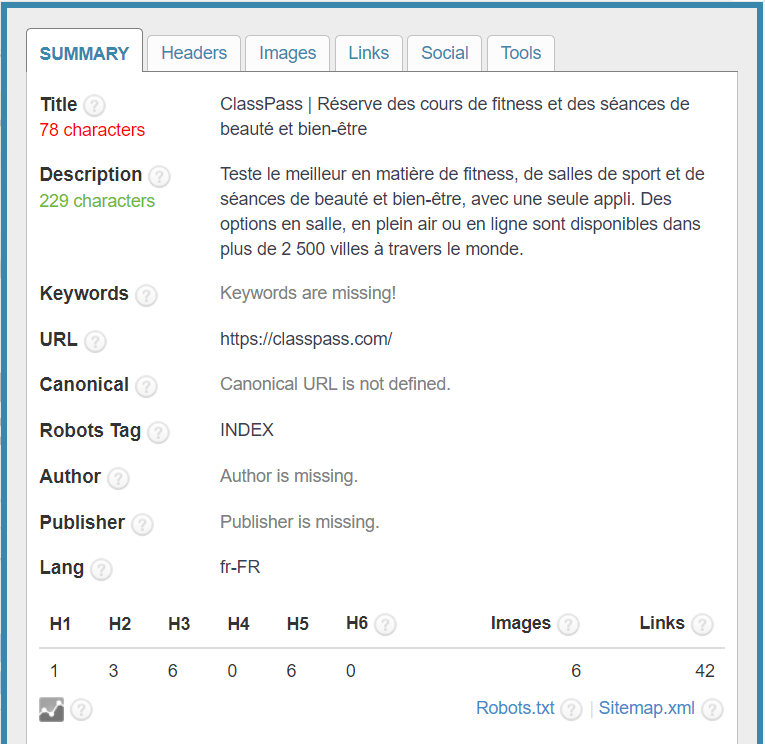 SUMMARY Headers Images Links Social Tools
Title ? ClassPass | Réserve des cours de fitness et des séances de
78 characters beauté et bien-être
Description ? Teste le meilleur en matière de fitness, de salles de sport et de
229 characters séances de beauté et bien-être, avec une seule appli. Des
options en salle, en plein air ou en ligne sont disponibles dans
plus de 2 500 villes à travers le monde.
Keywords ? Keywords are missing!
URL ? https://classpass.com/
Canonical ? Canonical URL is not defined.
Robots Tag ? INDEX
Author ? Author is missing.
Publisher ? Publisher is missing.
Lang ? fr-FR
H1 H2 H3 H4 H5 H6 ? Images ? Links ?
1 3 6 0 6 0 6 42
? Robots.txt ? | Sitemap.xml ?